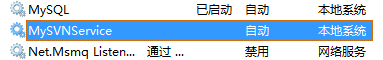 MySQL 已启动 自动 本地系统
MySVNService 自动 本地系统
Net.Msmq Listen... 通过 ... 禁用 网络服务